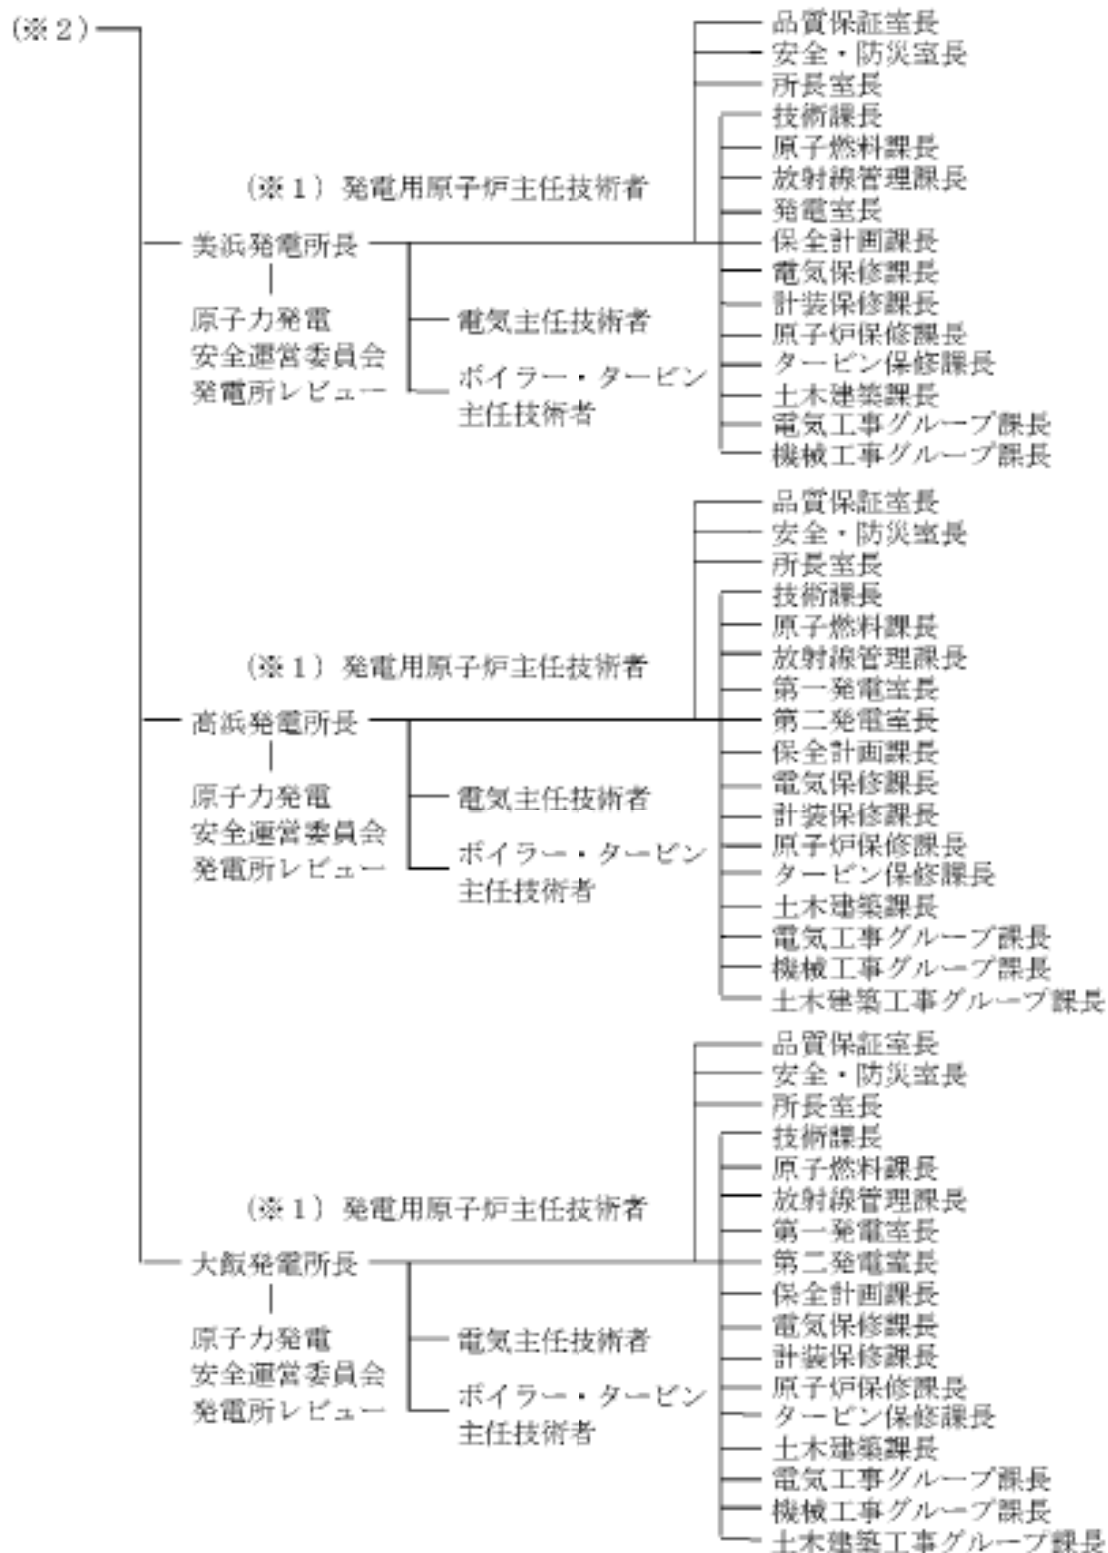 (※2)
品質保証室長
安全・防災室長
所長室長
技術課長
原子燃料課長
放射線管理課長
発電室長
保全計画課長
電気保修課長
計装保修課長
原子炉保修課長
タービン保修課長
土木建築課長
電気工事グループ課長
機械工事グループ課長
(※1) 発電用原子炉主任技術者
美浜発電所長
原子力発電
安全運営委員会
発電所レビュー
電気主任技術者
ボイラー・タービン
主任技術者
品質保証室長
安全・防災室長
所長室長
技術課長
原子燃料課長
放射線管理課長
第一発電室長
第二発電室長
保全計画課長
電気保修課長
計装保修課長
原子炉保修課長
タービン保修課長
土木建築課長
電気工事グループ課長
機械工事グループ課長
土木建築工事グループ課長
(※1) 発電用原子炉主任技術者
高浜発電所長
原子力発電
安全運営委員会
発電所レビュー
電気主任技術者
ボイラー・タービン
主任技術者
品質保証室長
安全・防災室長
所長室長
技術課長
原子燃料課長
放射線管理課長
第一発電室長
第二発電室長
保全計画課長
電気保修課長
計装保修課長
原子炉保修課長
タービン保修課長
土木建築課長
電気工事グループ課長
機械工事グループ課長
土木建築工事グループ課長
(※1) 発電用原子炉主任技術者
大飯発電所長
原子力発電
安全運営委員会
発電所レビュー
電気主任技術者
ボイラー・タービン
主任技術者